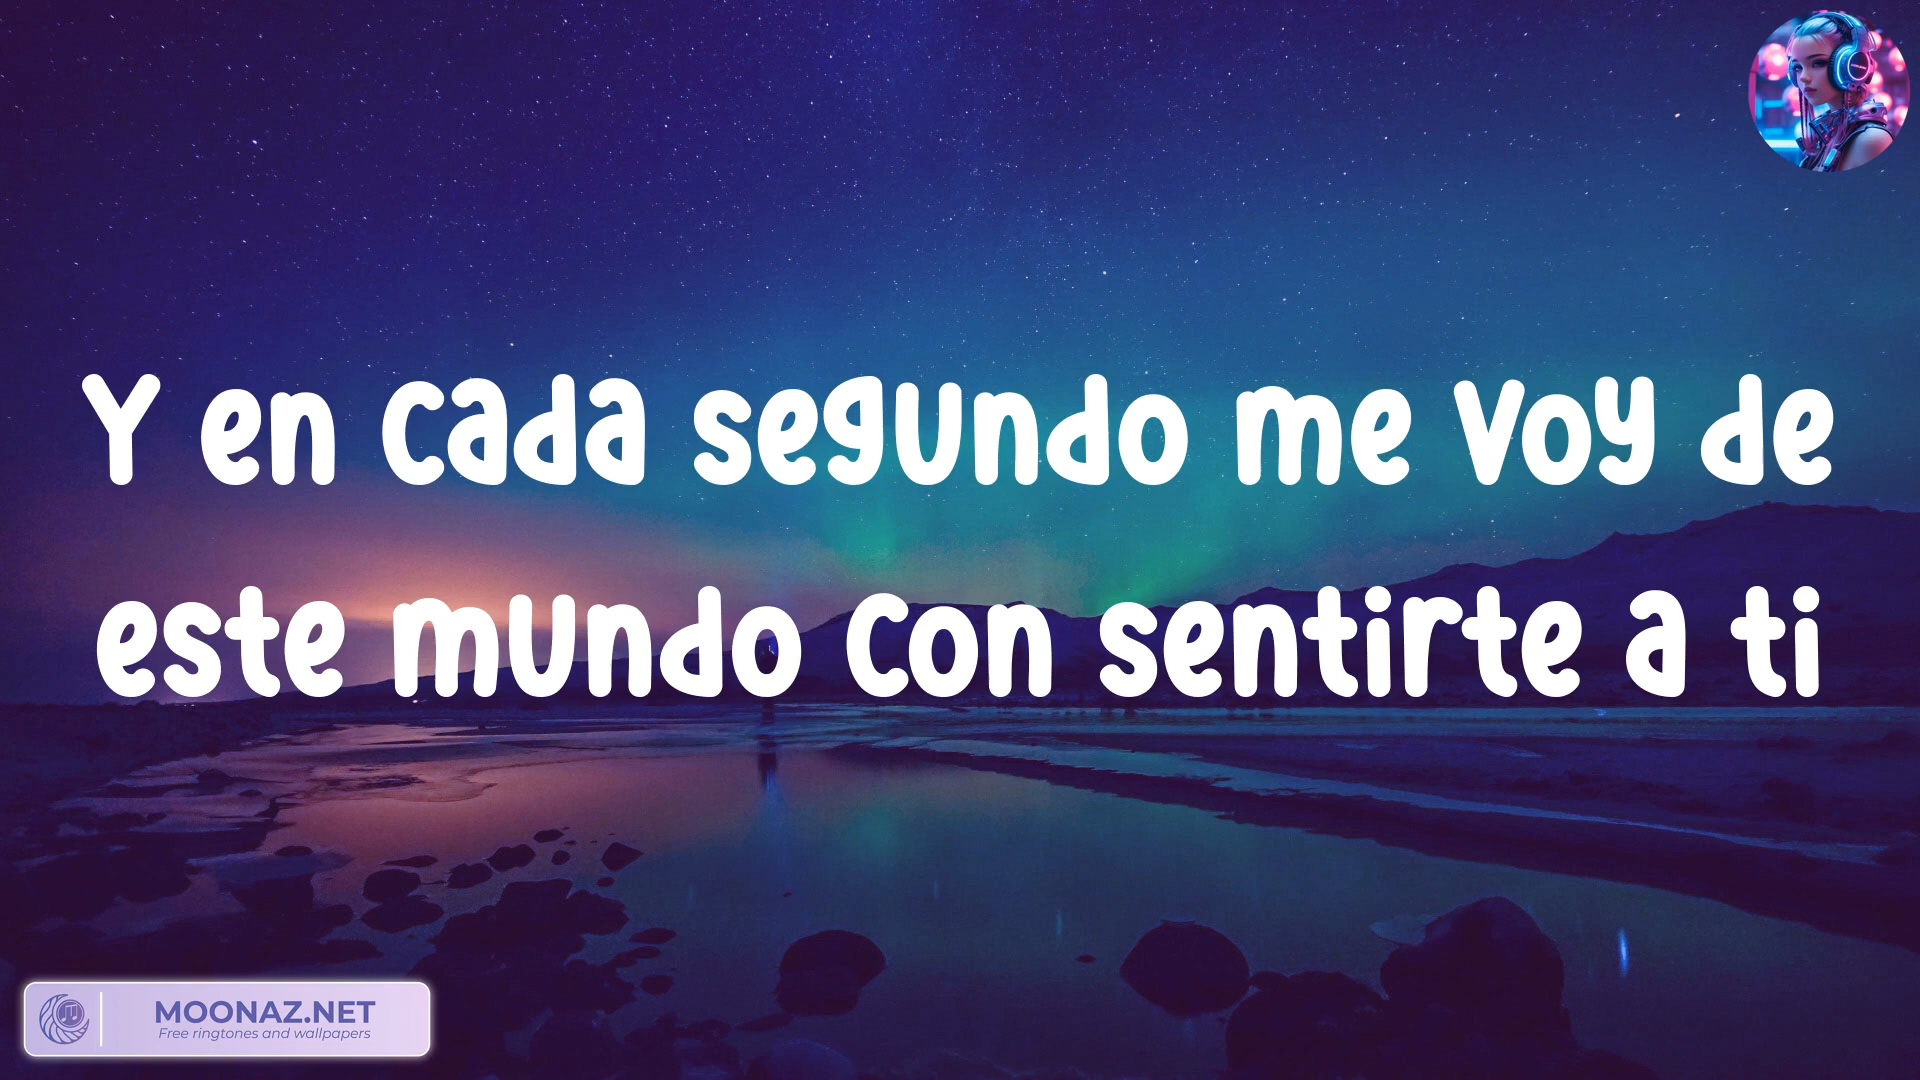 Y en cada segundo me voy de
este mundo con sentirte a ti
MOONAZ.NET
Free ringtones and wallpapers